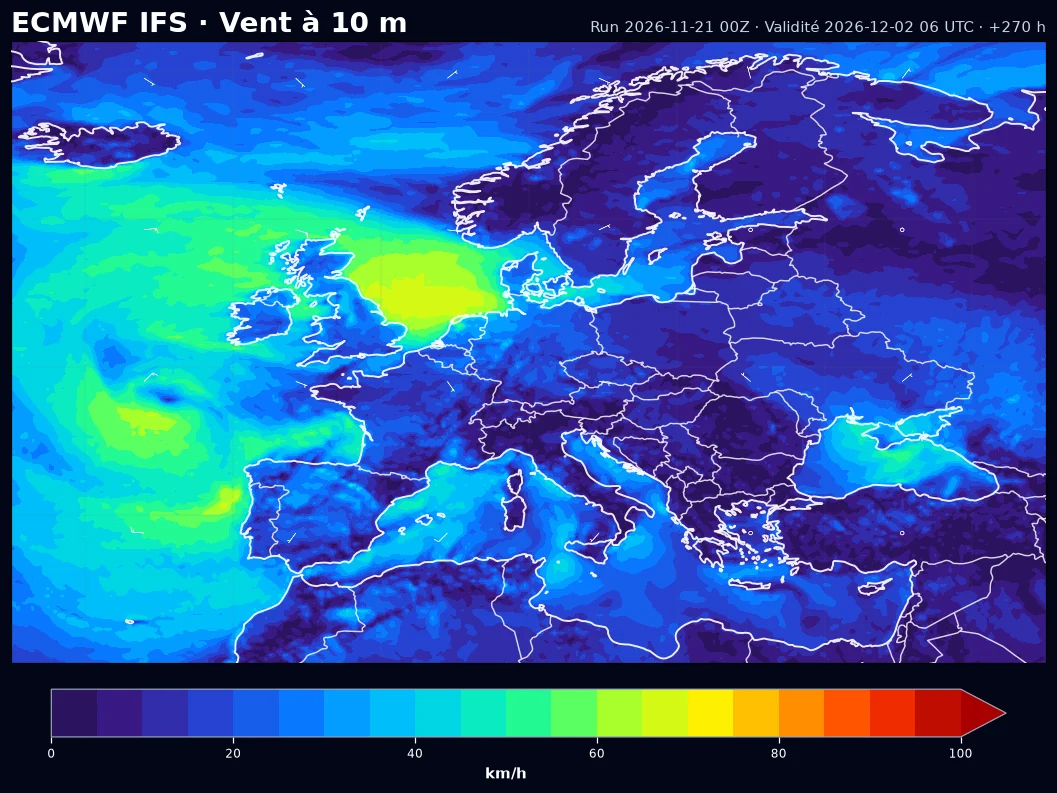 ECMWF IFS · Vent à 10 m
Run 2026-11-21 00Z · Validité 2026-12-02 06 UTC · +270 h
0 20 40 60 80 100
km/h